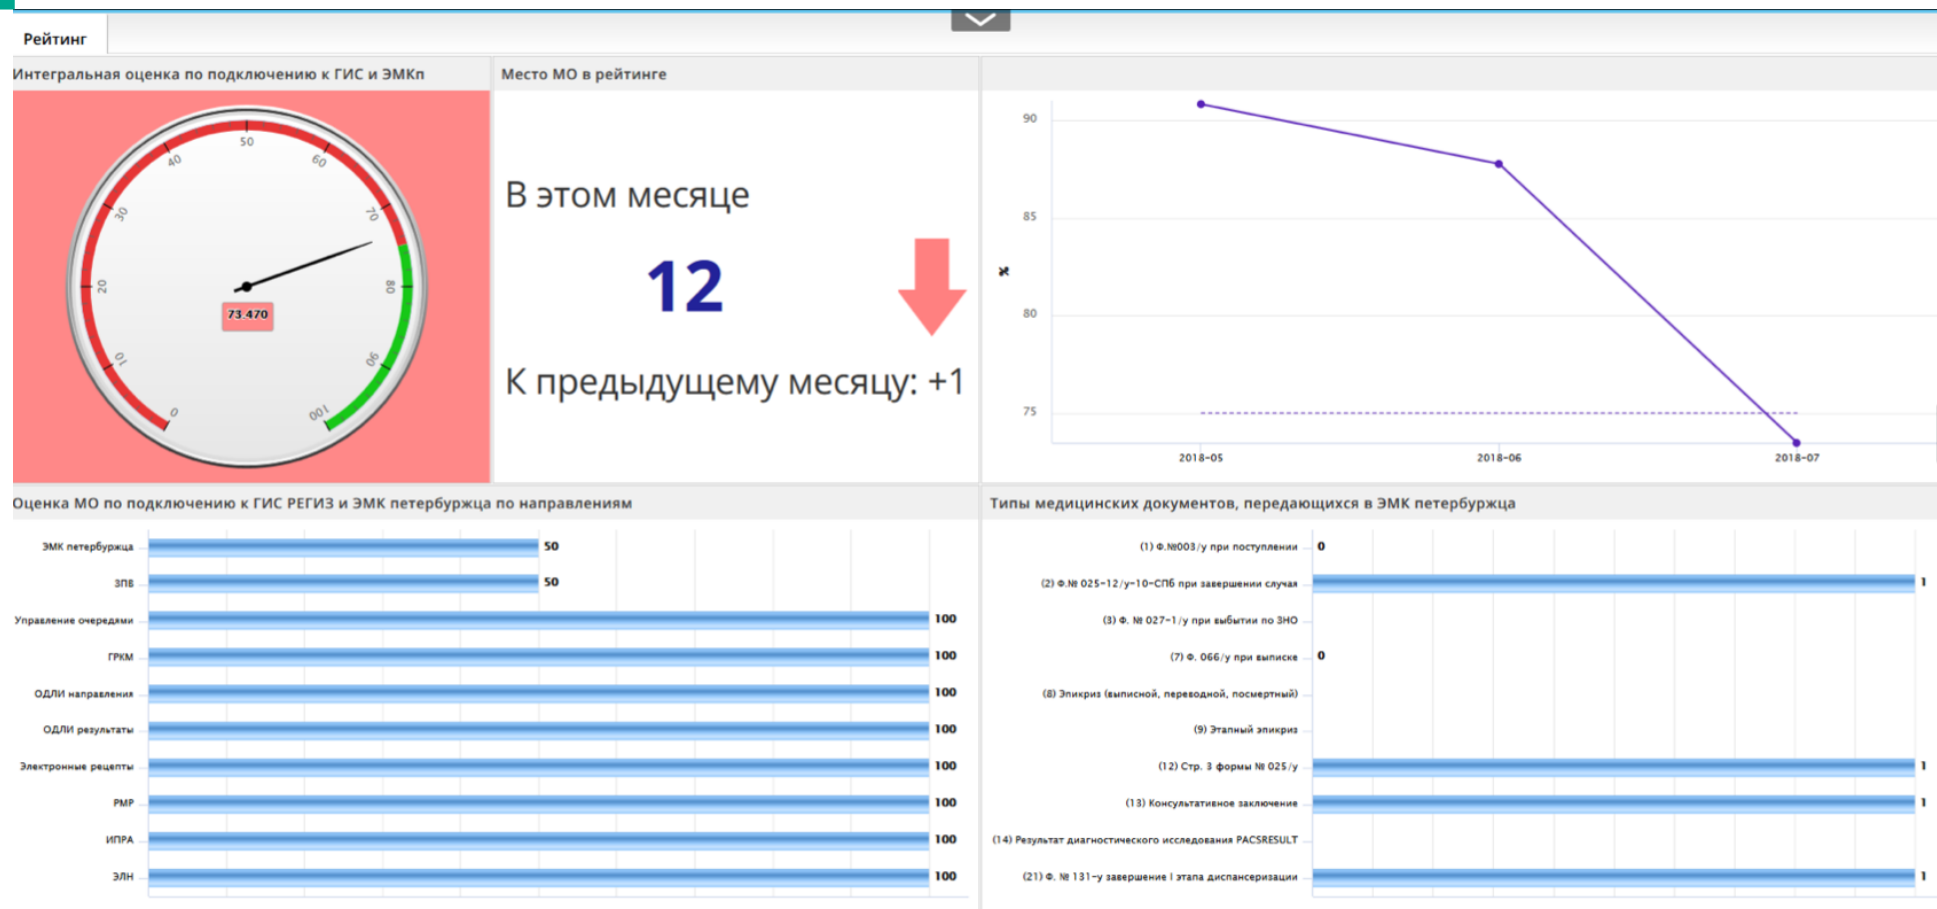 Рейтинг
Интегральная оценка по подключению к ГИС и ЭМКп
0
10
20
30
40
50
60
70
80
90
100
73.470
Место МО в рейтинге
В этом месяце
12
К предыдущему месяцу: +1
90
85
80
75
%
2018-05
2018-06
2018-07
Оценка МО по подключению к ГИС РЕГИЗ и ЭМК петербуржца по направлениям
ЭМК петербуржца 50
ЗПВ 50
Управление очередями 100
ГРКМ 100
ОДЛИ направления 100
ОДЛИ результаты 100
Электронные рецепты 100
РМР 100
ИПРА 100
ЭЛН 100
Типы медицинских документов, передающихся в ЭМК петербуржца
(1) Ф.№003/у при поступлении 0
(2) Ф.№ 025-12/у-10-СПб при завершении случая 1
(3) Ф. № 027-1/у при выбытии по ЗНО
(7) Ф. 066/у при выписке 0
(8) Эпикриз (выписной, переводной, посмертный)
(9) Этапный эпикриз
(12) Стр. 3 формы № 025/у 1
(13) Консультативное заключение 1
(14) Результат диагностического исследования PACSRESULT
(21) Ф. № 131-у завершение I этапа диспансеризации 1